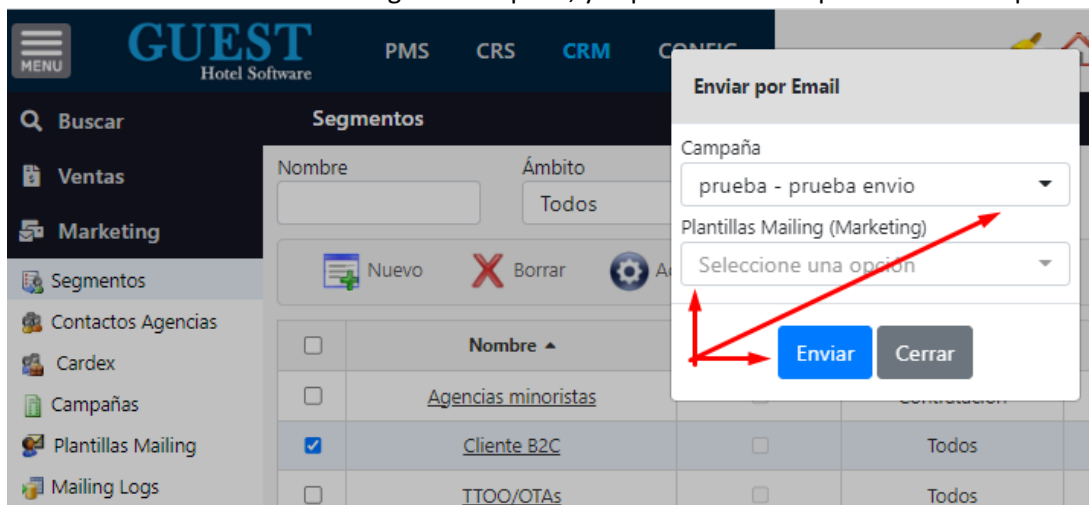 GUEST
Hotel Software
MENU
PMS CRS CRM
Enviar por Email
Buscar
Segmentos
Campaña
prueba - prueba envio
Nombre Ámbito
Ventas
Todos
Plantillas Mailing (Marketing)
Marketing
Seleccione una opción
Nuevo Borrar
Segmentos
Contactos Agencias
Nombre
Enviar Cerrar
Cardex
Campañas
Agencias minoristas
Plantillas Mailing
Cliente B2C Todos
Mailing Logs
TTOO/OTAs Todos